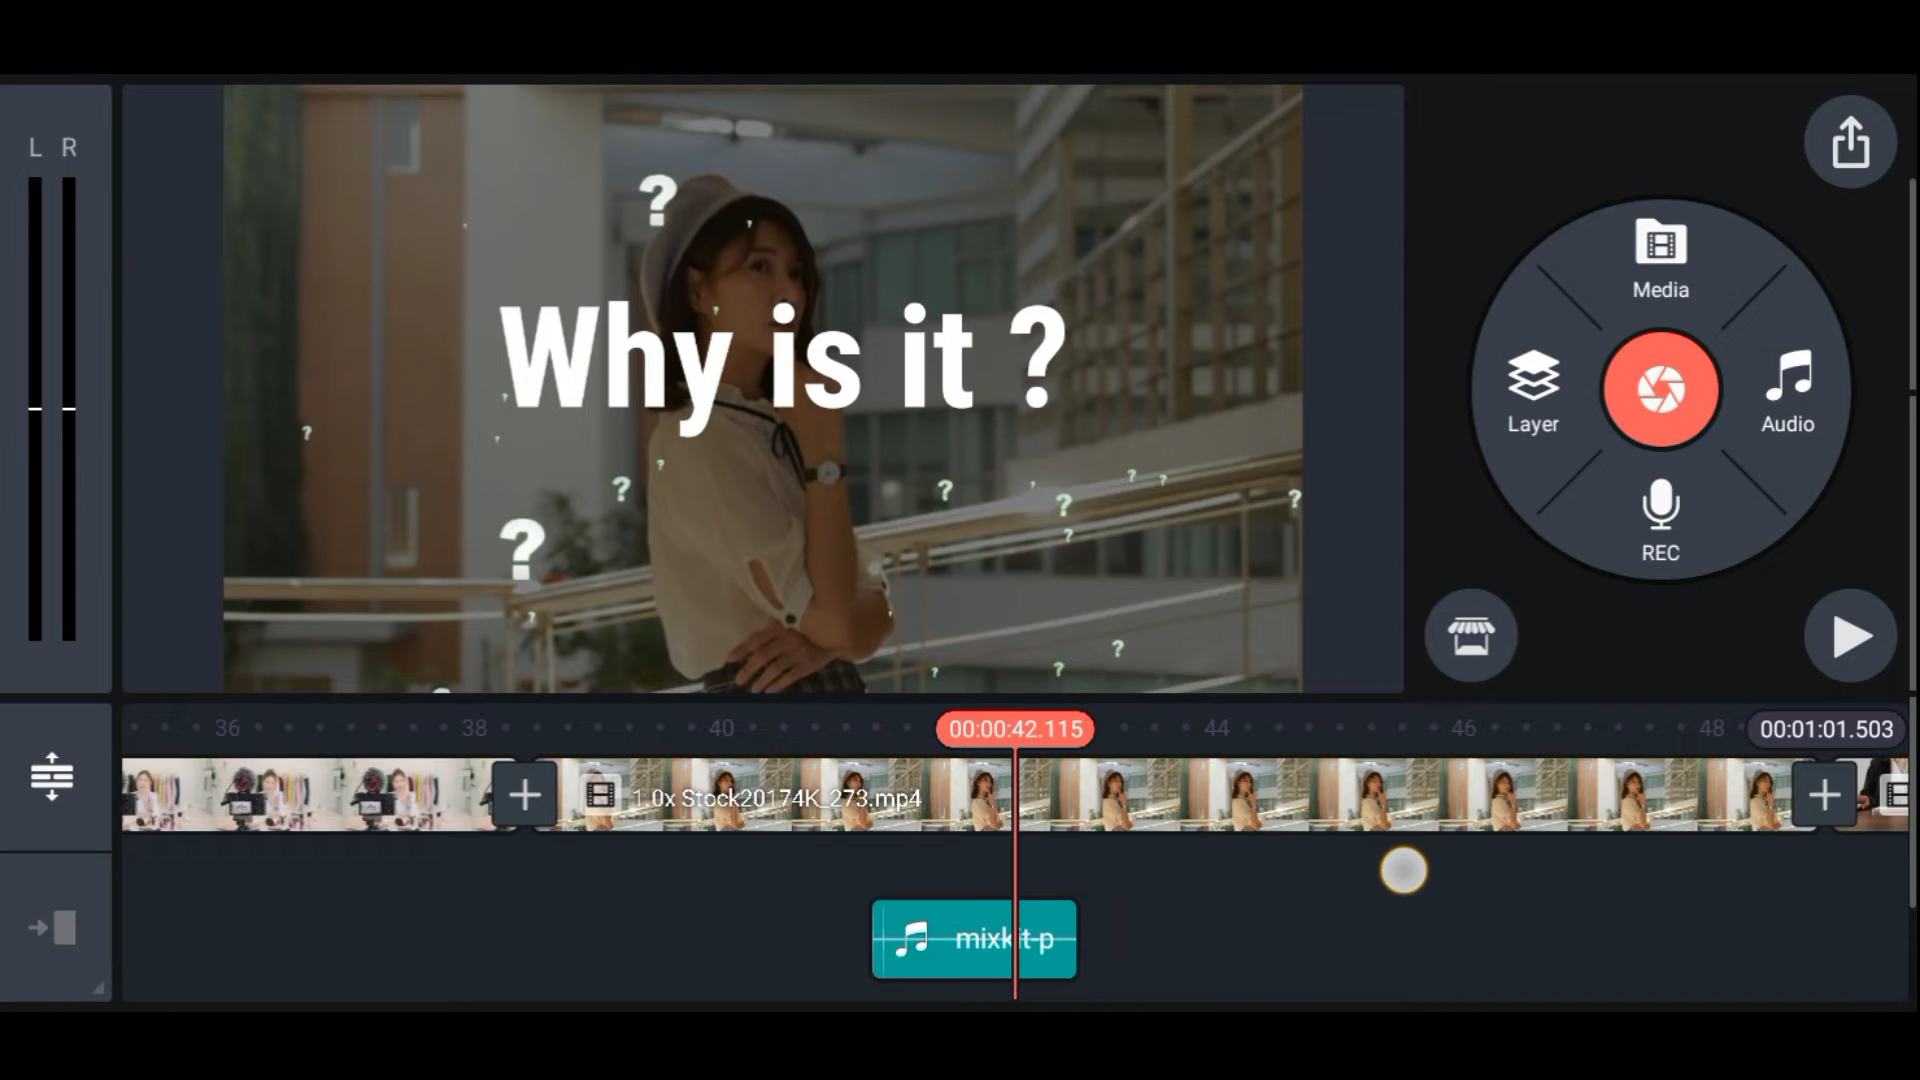 L R
Why is it ?
Media
Layer
Audio
REC
36
38
40
00:00:42.115
44
46
48
00:01:01.503
1.0x Stock20174K_273.mp4
mixkit-p